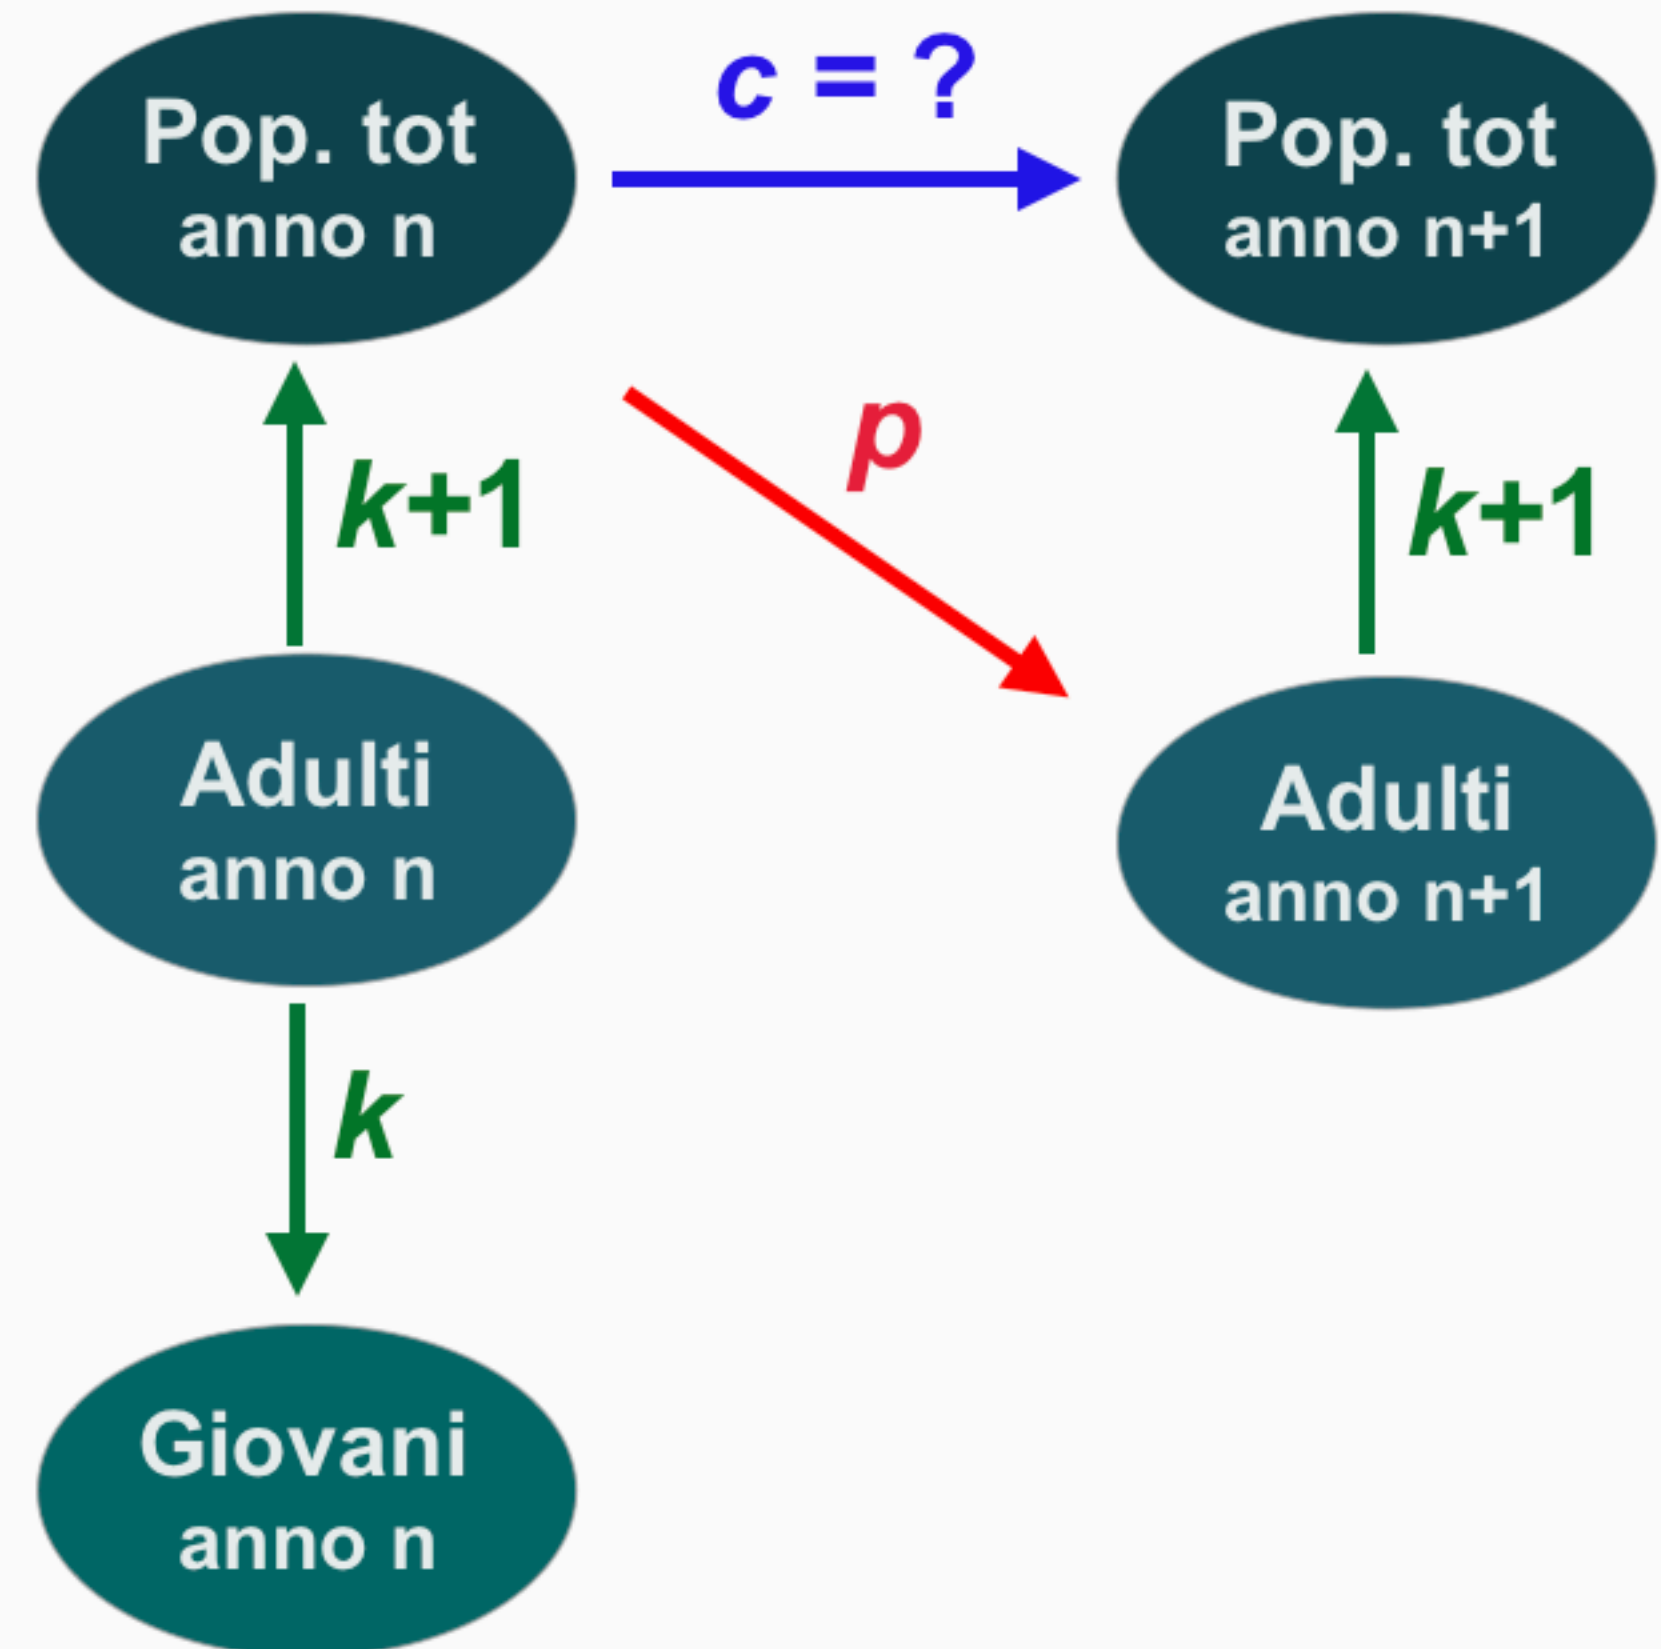 Pop. tot
anno n
c = ?
Pop. tot
anno n+1
p
k+1
k+1
Adulti
anno n
Adulti
anno n+1
k
Giovani
anno n